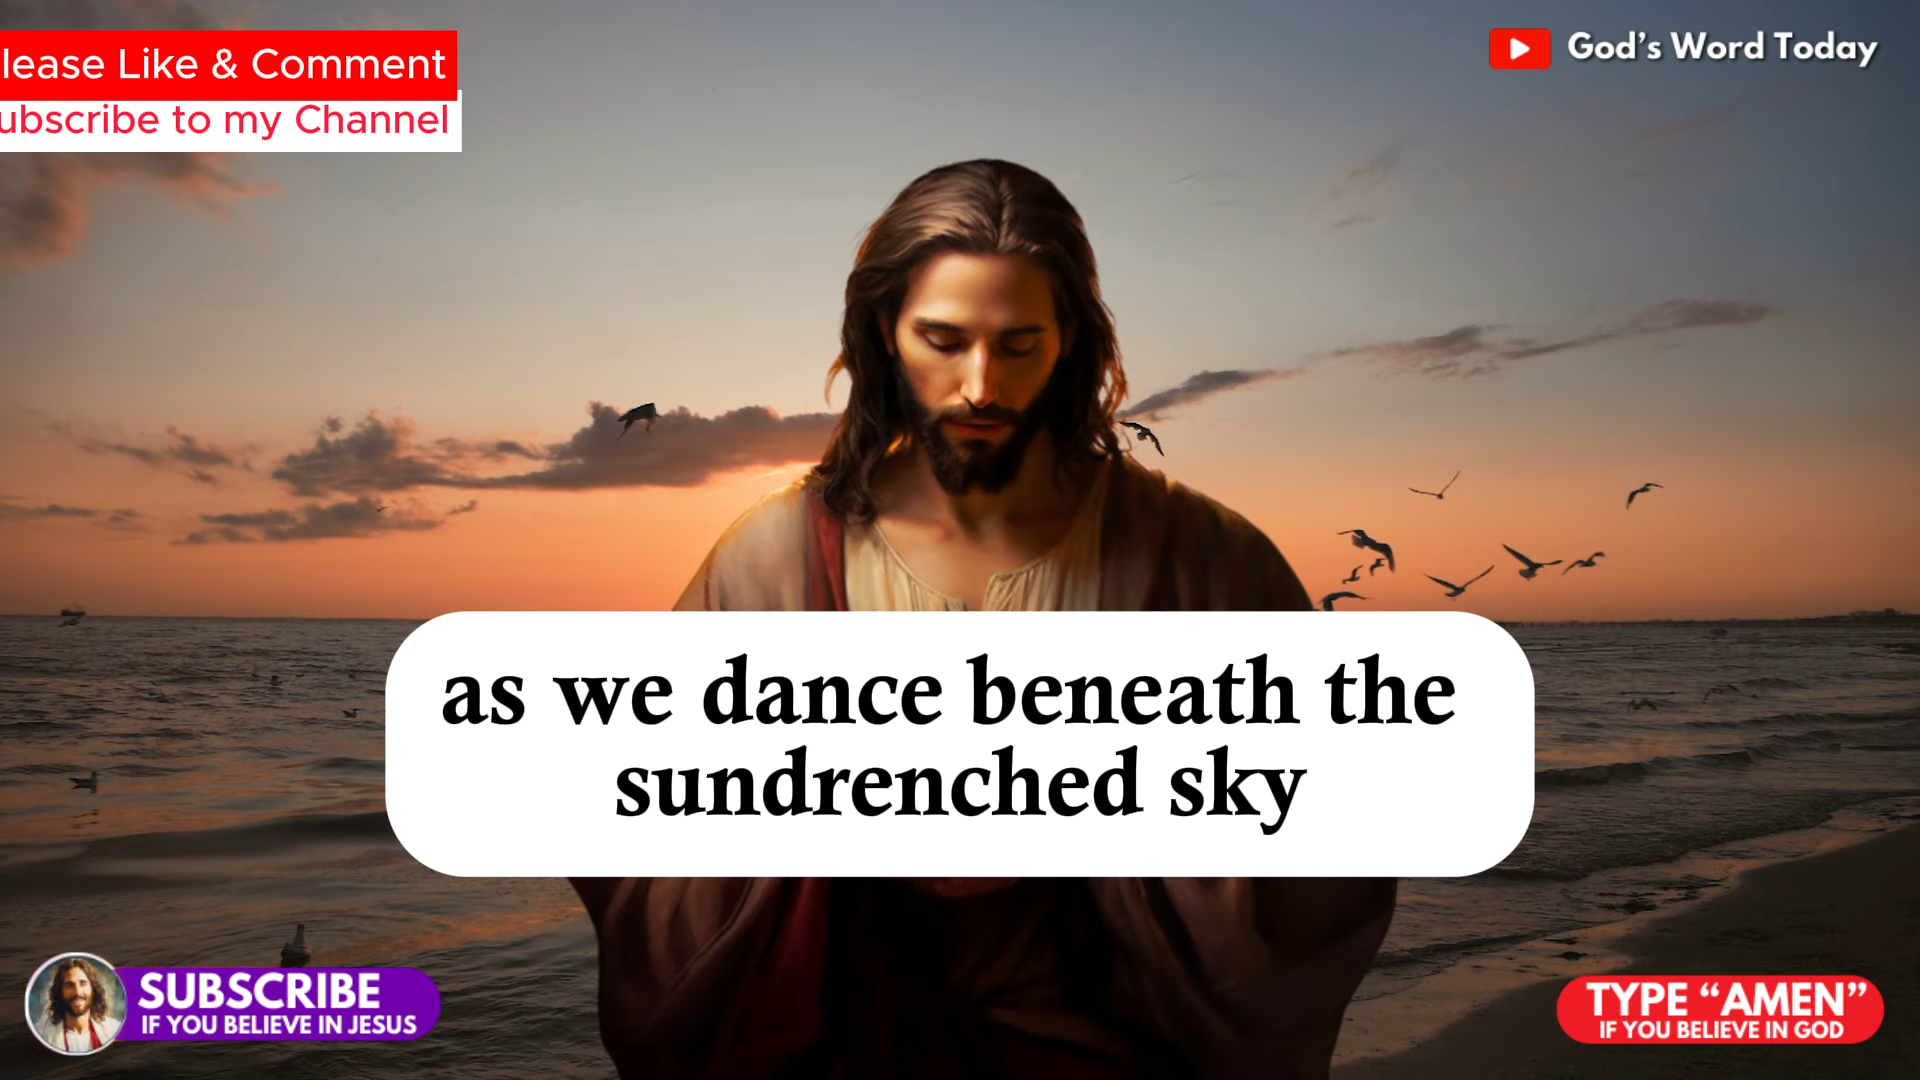 lease Like & Comment
ubscribe to my Channel
God's Word Today
as we dance beneath the
sundrenched sky
SUBSCRIBE
IF YOU BELIEVE IN JESUS
TYPE “AMEN”
IF YOU BELIEVE IN GOD